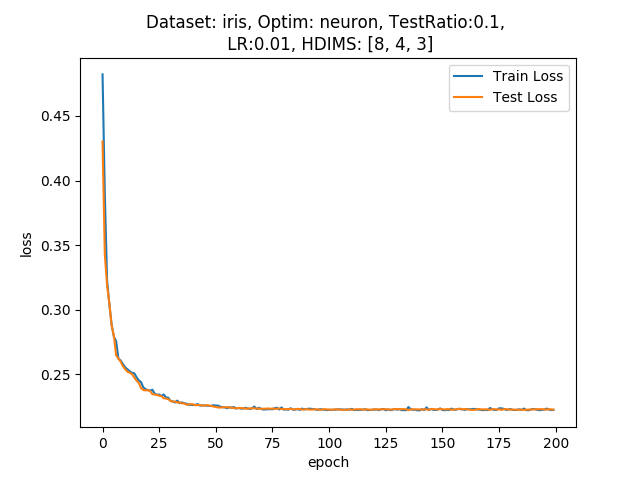 Dataset: iris, Optim: neuron, TestRatio:0.1,
LR:0.01, HDIMS: [8, 4, 3]
Train Loss
Test Loss
0.45
0.40
0.35
0.30
0.25
loss
0 25 50 75 100 125 150 175 200
epoch